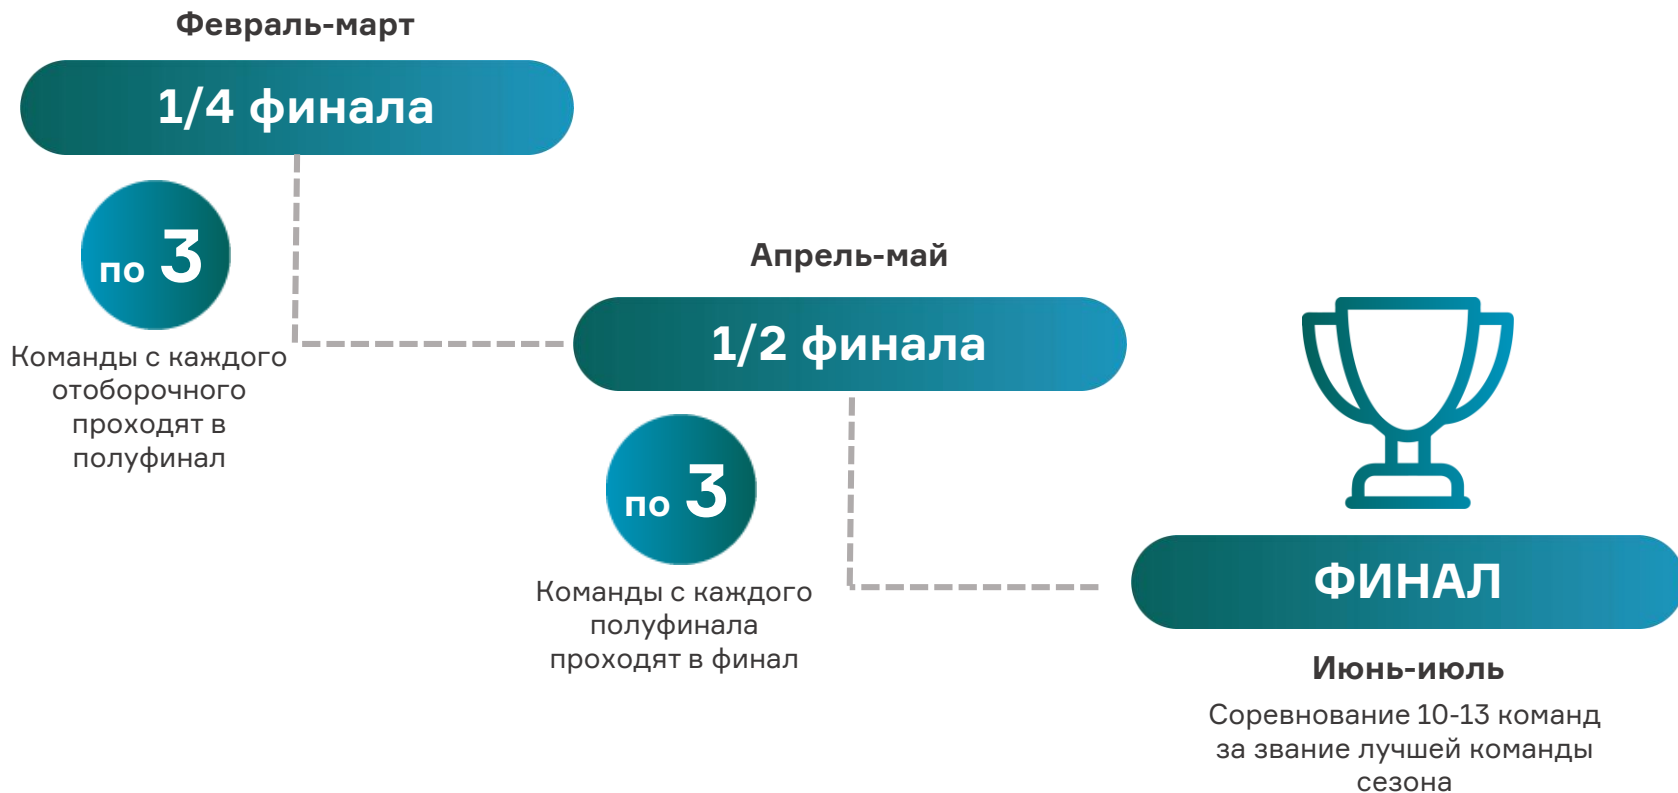 Февраль-март
1/4 финала
по 3
Команды с каждого
отоборочного
проходят в
полуфинал
Апрель-май
1/2 финала
по 3
Команды с каждого
полуфинала
проходят в финал
ФИНАЛ
Июнь-июль
Соревнование 10-13 команд
за звание лучшей команды
сезона